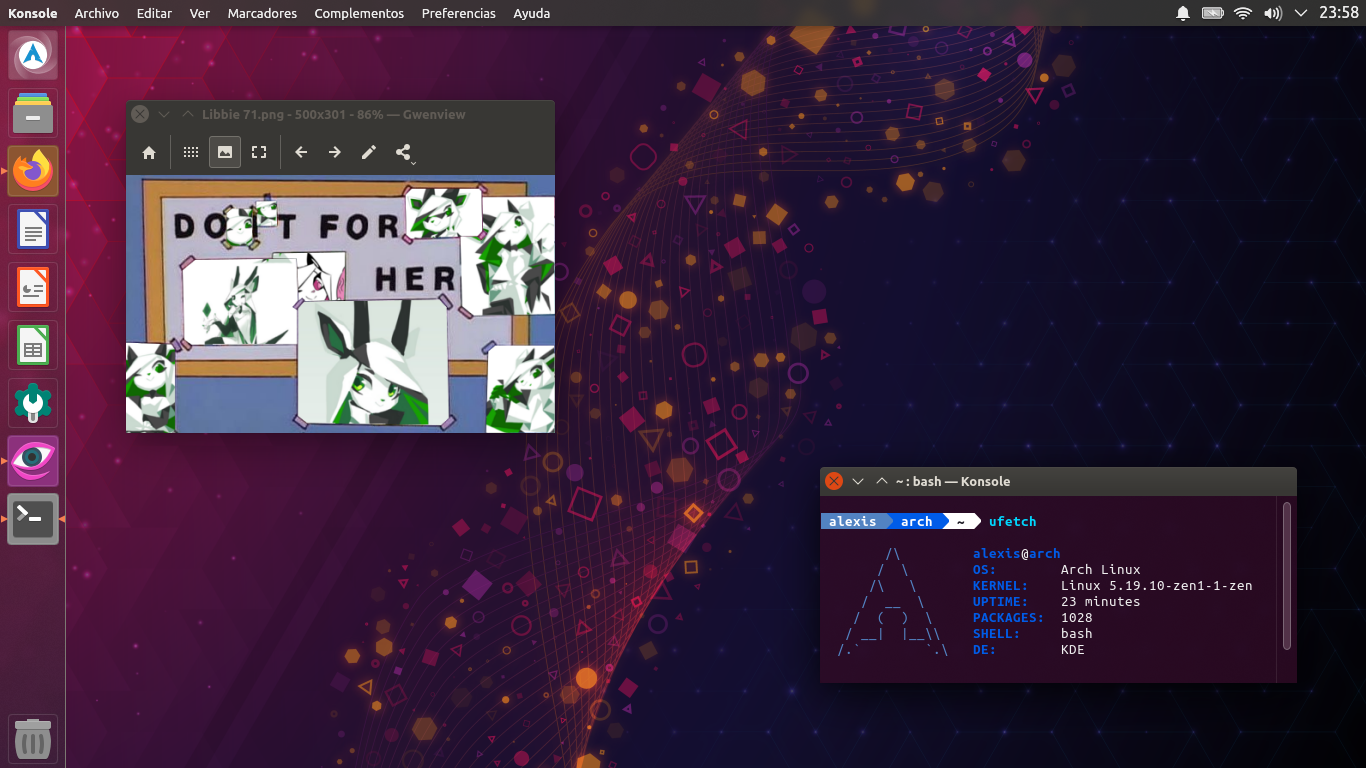 Konsole Archivo Editar Ver Marcadores Complementos Preferencias Ayuda 23:58
Libbie 71.png - 500x301 - 86% — Gwenview
DO IT FOR
HER
~ : bash — Konsole
alexis arch ~ ufetch
alexis@arch
OS: Arch Linux
KERNEL: Linux 5.19.10-zen1-1-zen
UPTIME: 23 minutes
PACKAGES: 1028
SHELL: bash
DE: KDE